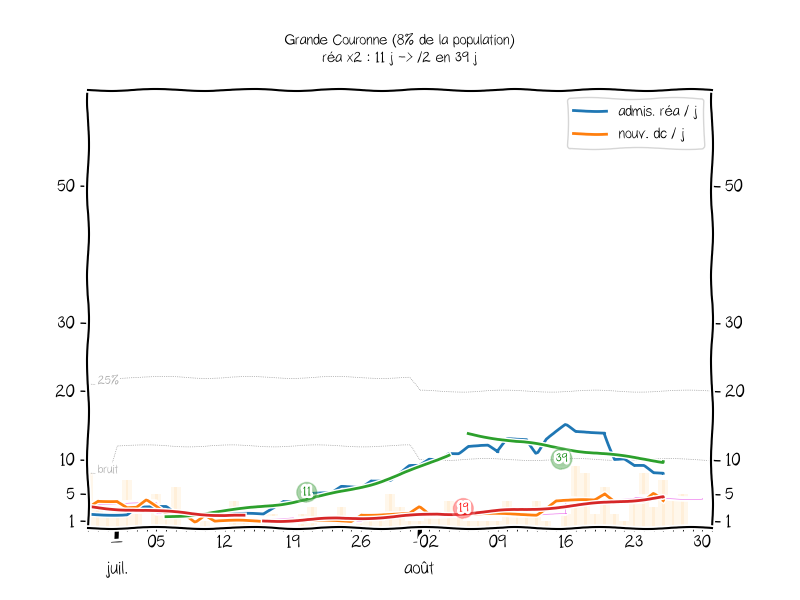 Grande Couronne (8% de la population)
réa x2 : 11 j -> /2 en 39 j
admis. réa / j
nouv. dc / j
50
50
30
30
25%
20
20
bruit
10
10
39
11
19
5
5
1
1
1 05 12 19 26 02 09 16 23 30
juil. août